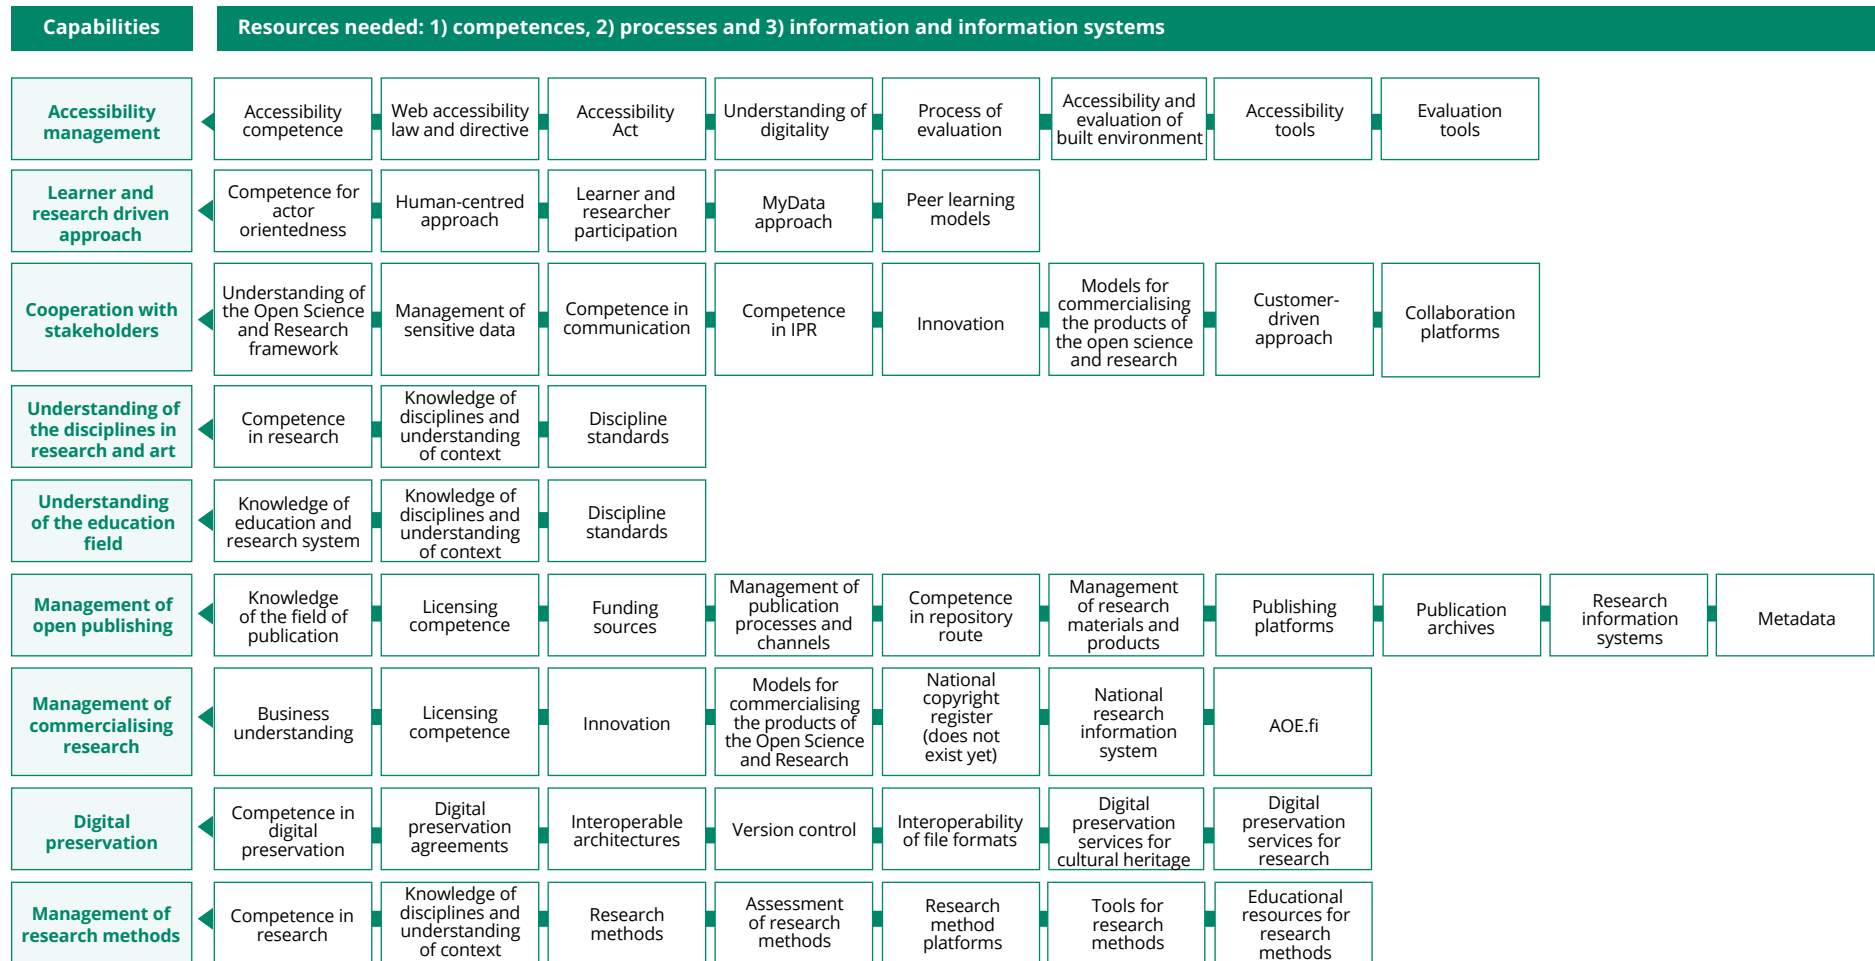 Capabilities
Resources needed: 1) competences, 2) processes and 3) information and information systems
Accessibility
management
Accessibility
competence
Web accessibility
law and directive
Accessibility
Act
Understanding of
digitality
Process of
evaluation
Accessibility and
evaluation of
built environment
Accessibility
tools
Evaluation
tools
Learner and
research driven
approach
Competence for
actor
orientedness
Human-centred
approach
Learner and
researcher
participation
MyData
approach
Peer learning
models
Cooperation with
stakeholders
Understanding of
the Open Science
and Research
framework
Management of
sensitive data
Competence in
communication
Competence
in IPR
Innovation
Models for
commercialising
the products of
the open science
and research
Customer-
driven
approach
Collaboration
platforms
Understanding of
the disciplines in
research and art
Competence
in research
Knowledge of
disciplines and
understanding
of context
Discipline
standards
Understanding
of the education
field
Knowledge of
education and
research system
Knowledge of
disciplines and
understanding
of context
Discipline
standards
Management of
open publishing
Knowledge
of the field of
publication
Licensing
competence
Funding
sources
Management of
publication
processes and
channels
Competence
in repository
route
Management
of research
materials and
products
Publishing
platforms
Publication
archives
Research
information
systems
Metadata
Management of
commercialising
research
Business
understanding
Licensing
competence
Innovation
Models for
commercialising
the products of
the Open Science
and Research
National
copyright
register
(does not
exist yet)
National
research
information
system
AOE.fi
Digital
preservation
Competence in
digital
preservation
Digital
preservation
agreements
Interoperable
architectures
Version control
Interoperability
of file formats
Digital
preservation
services for
cultural heritage
Digital
preservation
services for
research
Management of
research methods
Competence in
research
Knowledge of
disciplines and
understanding
of context
Research
methods
Assessment
of research
methods
Research
method
platforms
Tools for
research
methods
Educational
resources for
research
methods